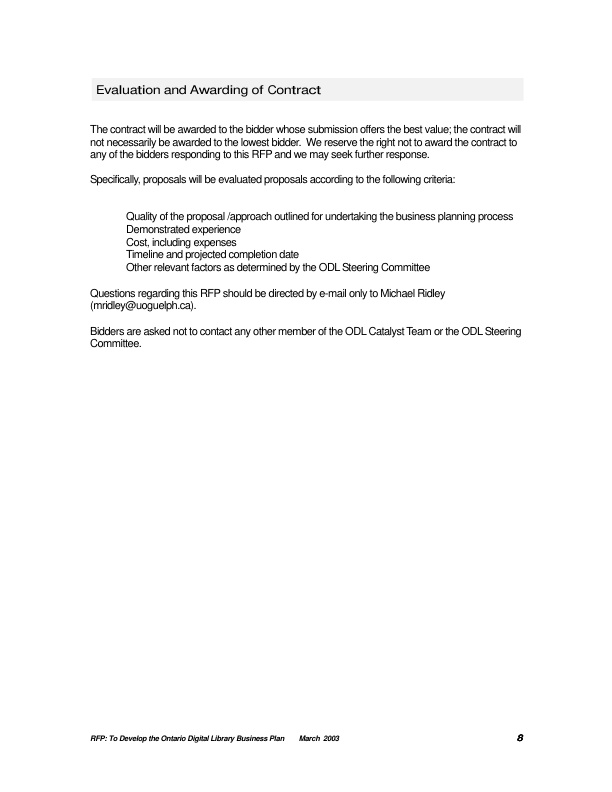 Evaluation and Awarding of Contract
The contract will be awarded to the bidder whose submission offers the best value; the contract will
not necessarily be awarded to the lowest bidder.  We reserve the right not to award the contract to
any of the bidders responding to this RFP and we may seek further response.
Specifically, proposals will be evaluated proposals according to the following criteria:
Quality of the proposal /approach outlined for undertaking the business planning process
Demonstrated experience
Cost, including expenses
Timeline and projected completion date
Other relevant factors as determined by the ODL Steering Committee
Questions regarding this RFP should be directed by e-mail only to Michael Ridley
(mridley@uoguelph.ca).
Bidders are asked not to contact any other member of the ODL Catalyst Team or the ODL Steering
Committee.
RFP: To Develop the Ontario Digital Library Business Plan    March 2003    8